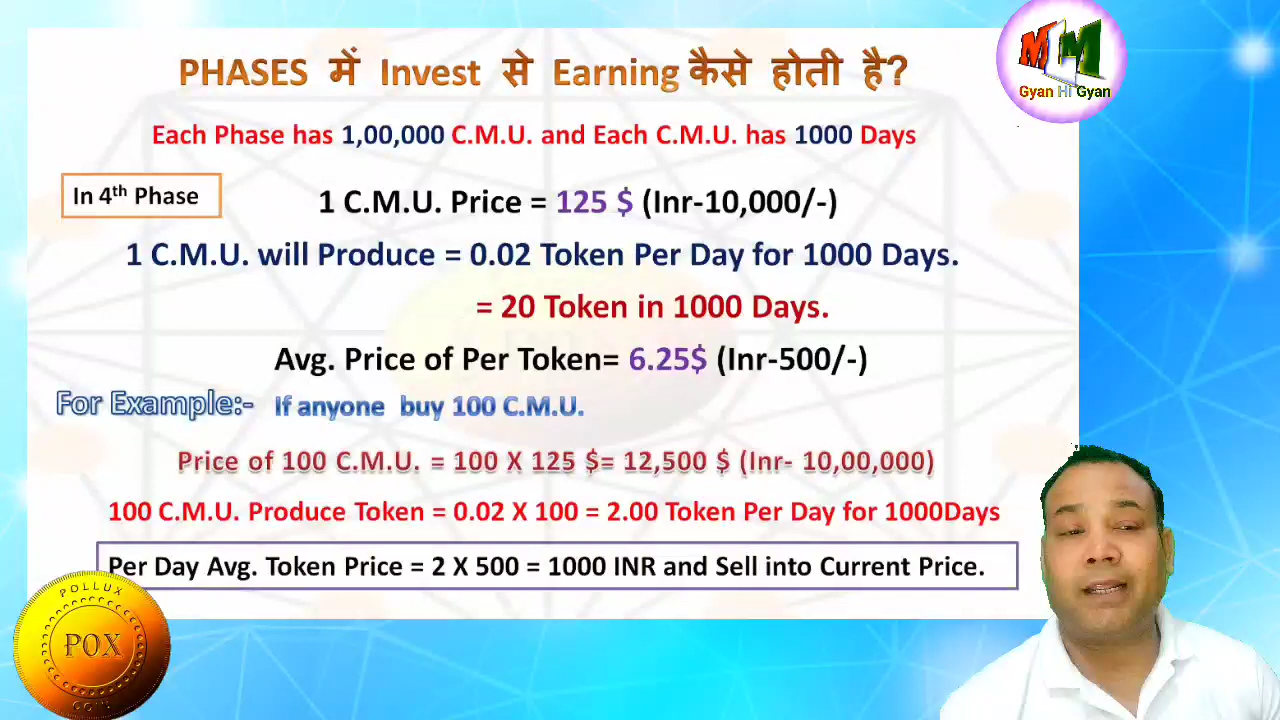 PHASES में Invest से Earning कैसे होती है?
MM
Gyan Hi Gyan
Each Phase has 1,00,000 C.M.U. and Each C.M.U. has 1000 Days
In 4th Phase
1 C.M.U. Price = 125 $ (Inr-10,000/-)
1 C.M.U. will Produce = 0.02 Token Per Day for 1000 Days.
= 20 Token in 1000 Days.
Avg. Price of Per Token= 6.25$ (Inr-500/-)
For Example:- If anyone buy 100 C.M.U.
Price of 100 C.M.U. = 100 X 125 $= 12,500 $ (Inr- 10,00,000)
100 C.M.U. Produce Token = 0.02 X 100 = 2.00 Token Per Day for 1000Days
Per Day Avg. Token Price = 2 X 500 = 1000 INR and Sell into Current Price.
POLLUX
POX
COIN